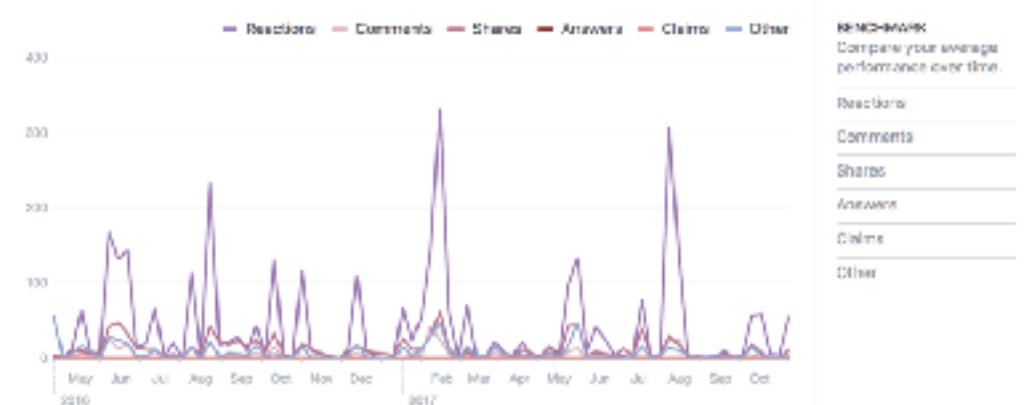 Reactions Comments Shares Answers Claims Other
BENCHMARK
Compare your average
performance over time.
400
300
200
100
0
Reactions
Comments
Shares
Answers
Claims
Other
May Jun Jul Aug Sep Oct Nov Dec Feb Mar Apr May Jun Jul Aug Sep Oct
2016 2017